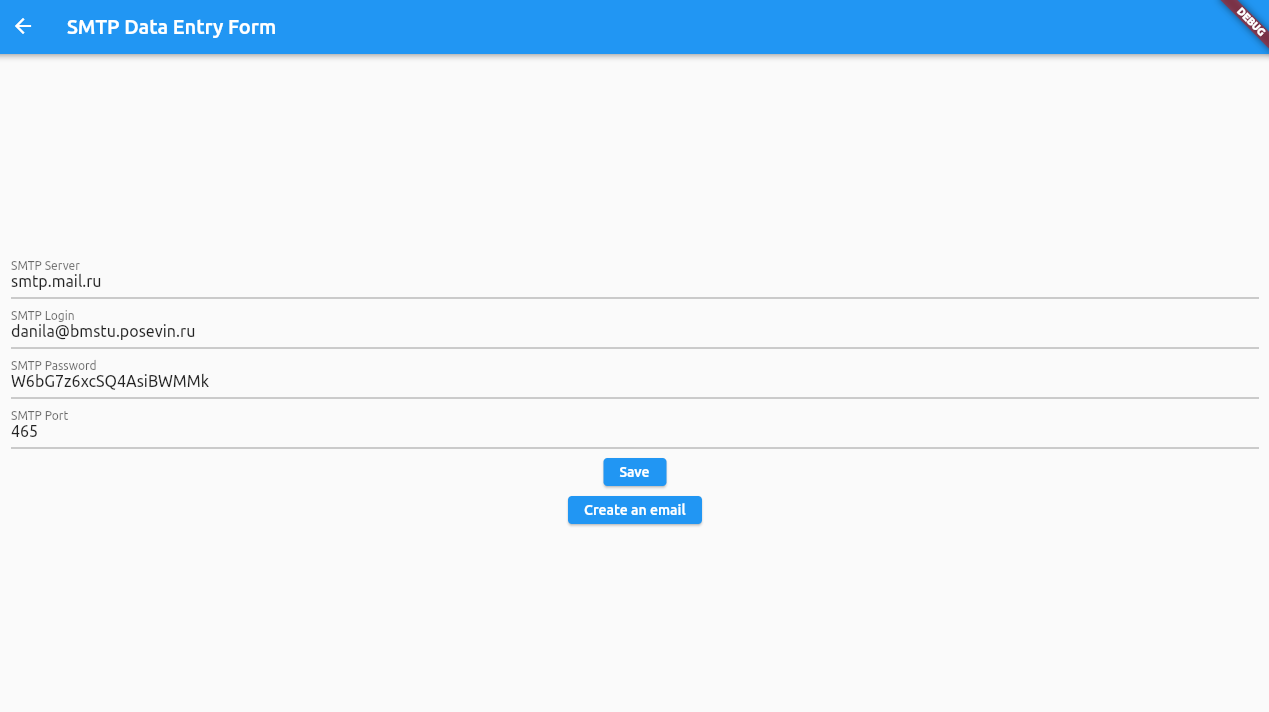 SMTP Data Entry Form
DEBUG
SMTP Server
smtp.mail.ru
SMTP Login
danila@bmstu.posevin.ru
SMTP Password
W6bG7z6xcSQ4AsiBWMMk
SMTP Port
465
Save
Create an email